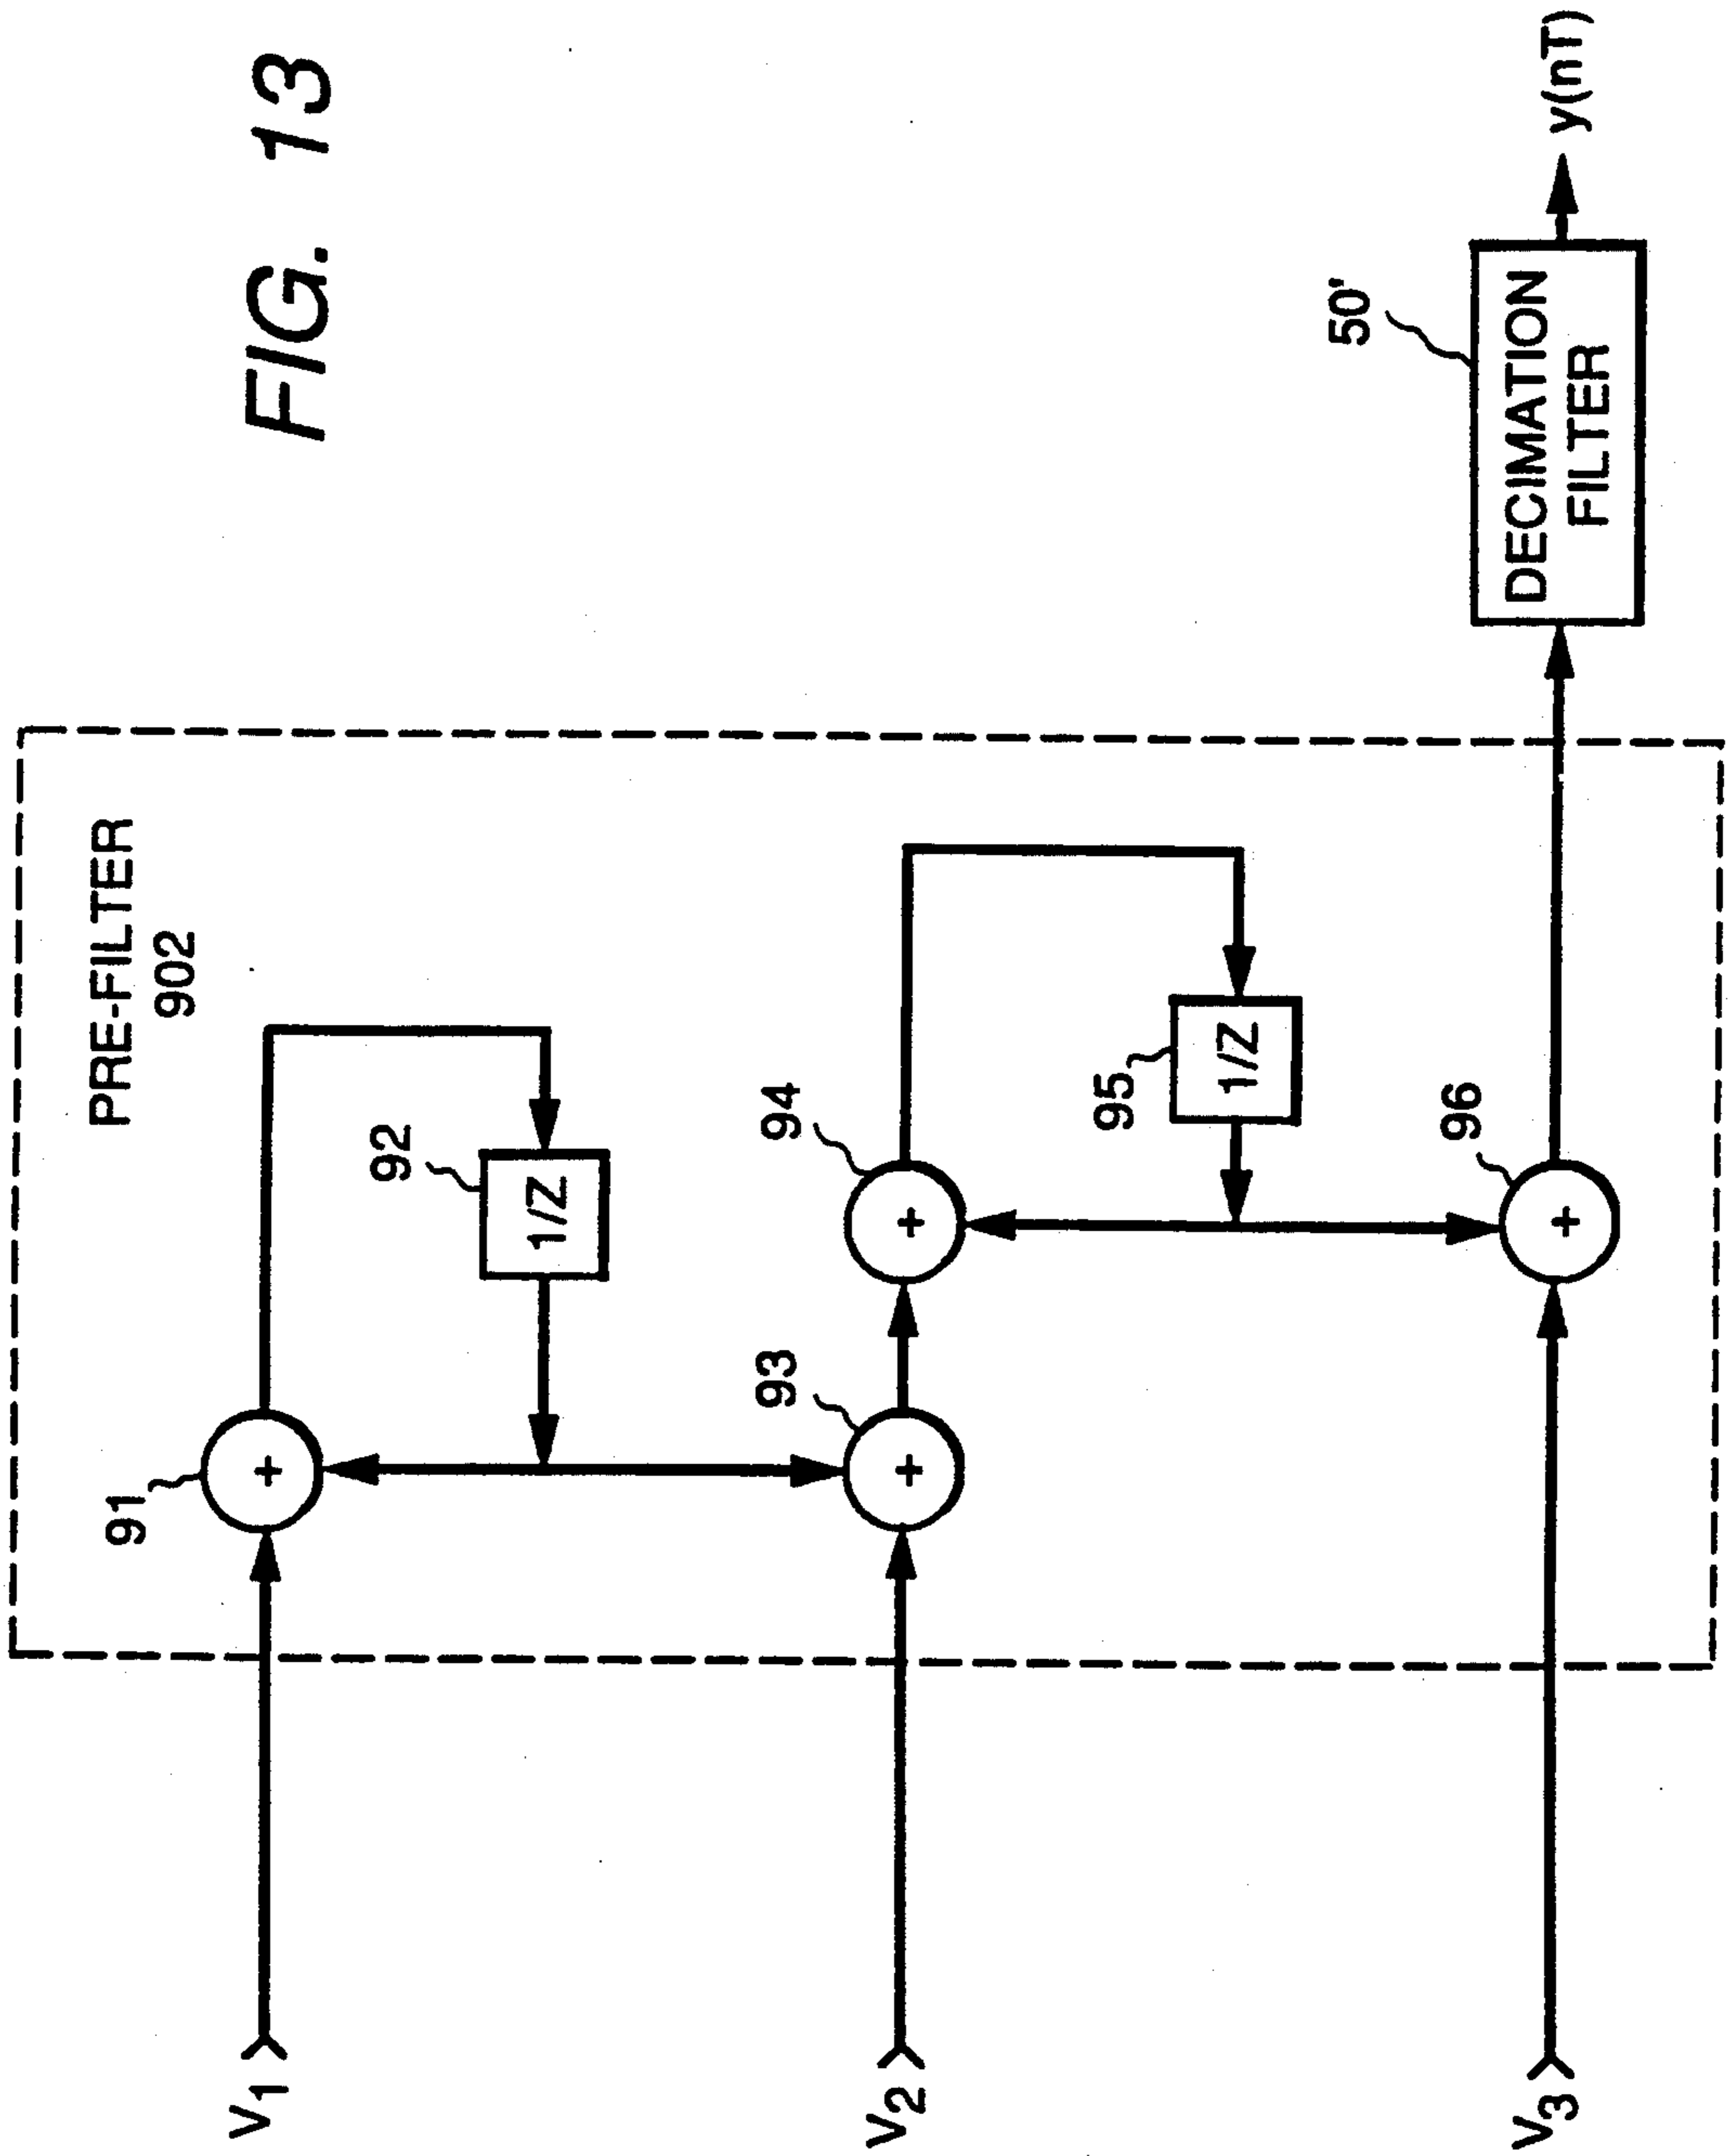 FIG. 13
PRE-FILTER
902
V1
91
+
92
1/Z
V2
93
+
94
+
95
1/Z
V3
96
+
50'
DECIMATION
FILTER
y(nT)